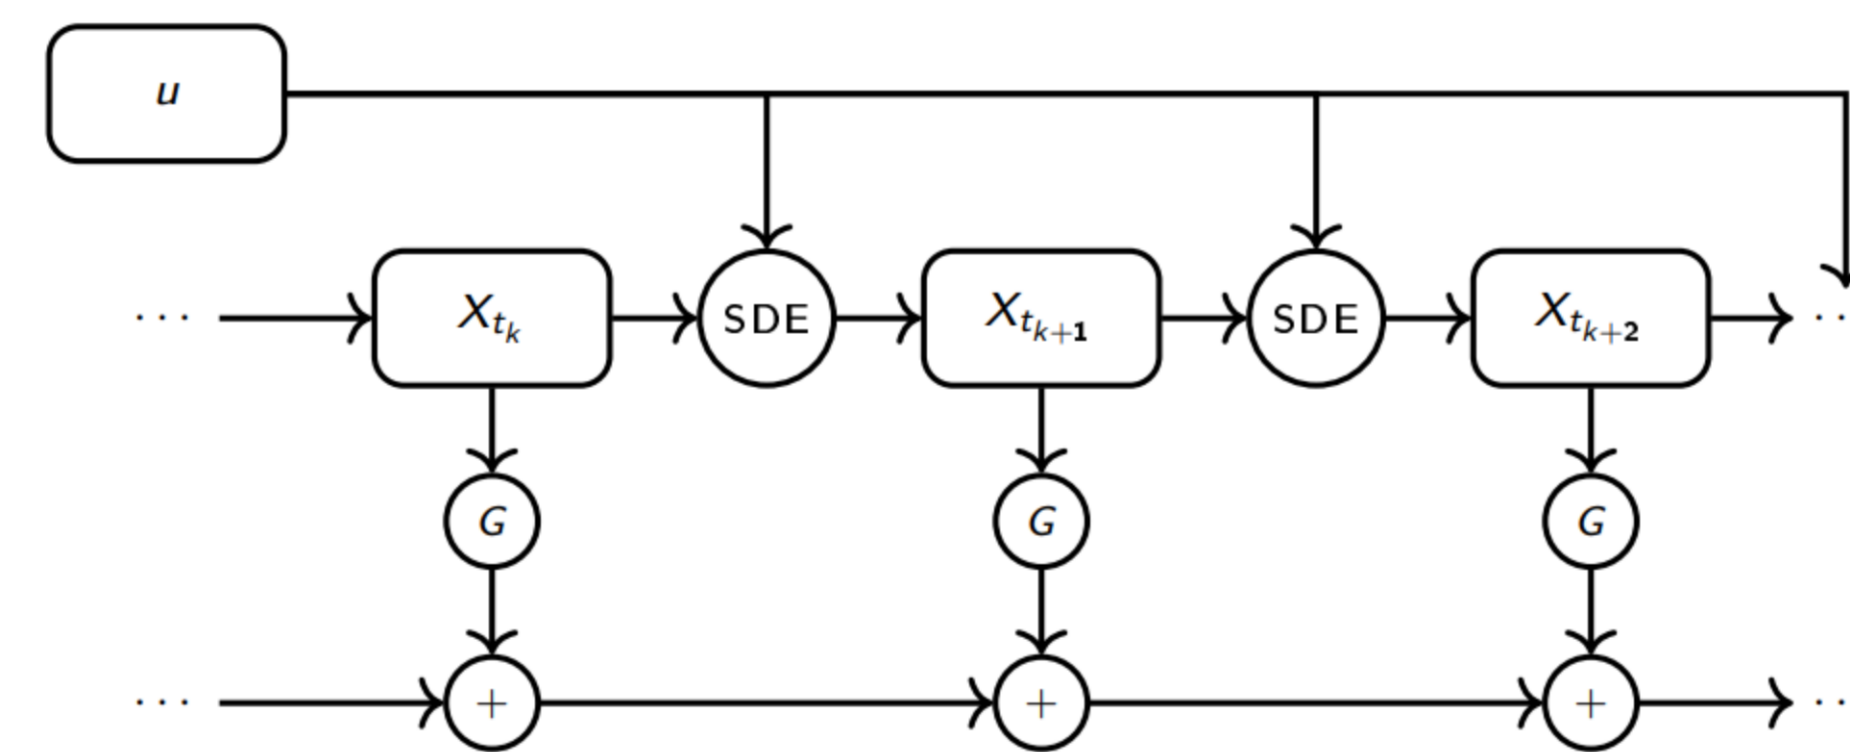 u
··· X_{t_k} SDE X_{t_{k+1}} SDE X_{t_{k+2}} ··
G G G
··· + + + ··